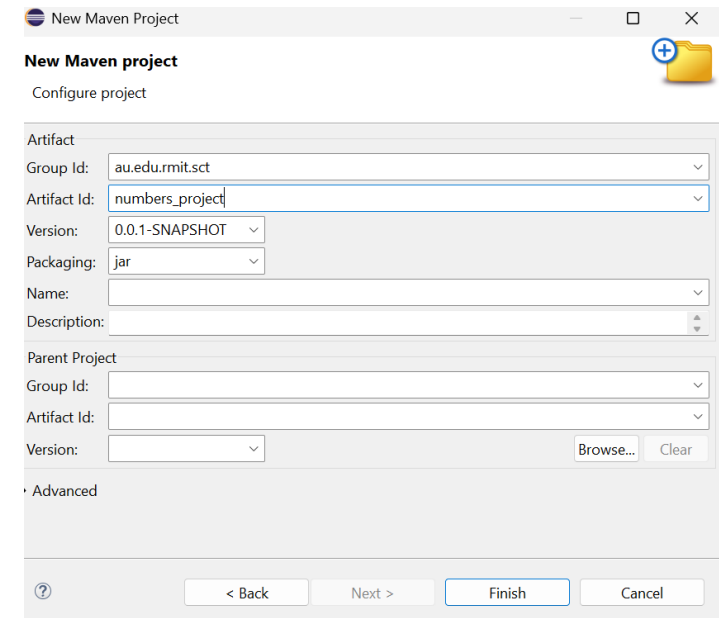 New Maven Project
New Maven project
Configure project
Artifact
Group Id: au.edu.rmit.sct
Artifact Id: numbers_project
Version: 0.0.1-SNAPSHOT
Packaging: jar
Name:
Description:
Parent Project
Group Id:
Artifact Id:
Version: Browse... Clear
Advanced
? < Back Next > Finish Cancel